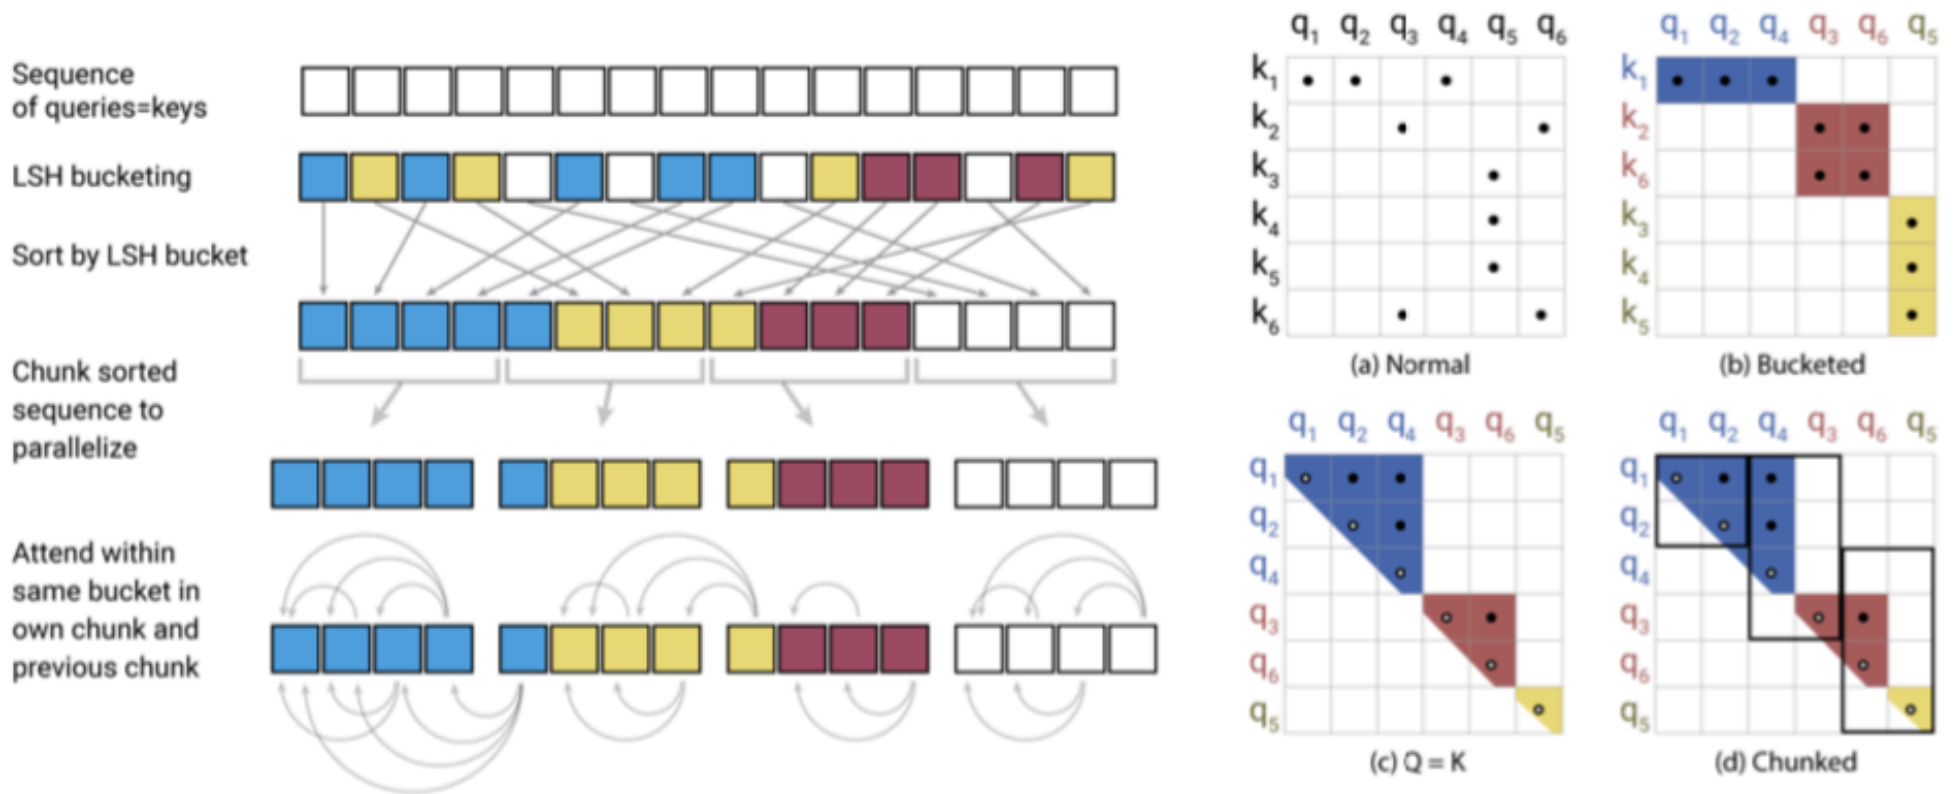 Sequence
of queries=keys
LSH bucketing
Sort by LSH bucket
Chunk sorted
sequence to
parallelize
Attend within
same bucket in
own chunk and
previous chunk
q1 q2 q3 q4 q5 q6
k1
k2
k3
k4
k5
k6
(a) Normal
q1 q2 q4 q3 q6 q5
k1
k2
k6
k3
k4
k5
(b) Bucketed
q1 q2 q4 q3 q6 q5
q1
q2
q4
q3
q6
q5
(c) Q = K
q1 q2 q4 q3 q6 q5
q1
q2
q4
q3
q6
q5
(d) Chunked